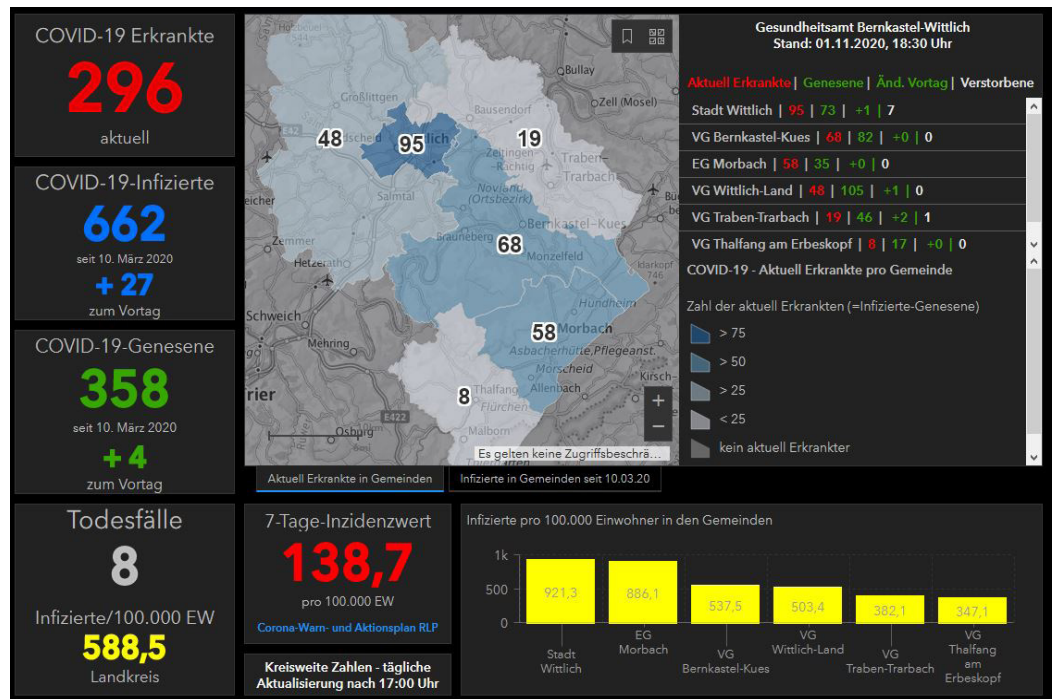 COVID-19 Erkrankte
296
aktuell
COVID-19-Infizierte
662
seit 10. März 2020
+ 27
zum Vortag
COVID-19-Genesene
358
seit 10. März 2020
+ 4
zum Vortag
Todesfälle
8
Infizierte/100.000 EW
588,5
Landkreis
Bullay
Zell (Mosel)
Großlittgen
Bausendorf
48
95
19
Zeltingen
-Rachtig
Traben-
-Trarbach
Salmtal
Noviand
(Ortsbezirk)
Bernkastel-Kues
Brauneberg
68
Monzelfeld
Zemmer
Hetzerath
Idarkopf
746
Hundheim
Schweich
58
Morbach
Mehring
Asbacherhütte,Pflegeanst.
Morscheid
Kirsch-
8
Thalfang
Allenbach
rier
Flurchen
E422
Malborn
Osburg
+
−
Es gelten keine Zugriffsbeschrä...
Aktuell Erkrankte in Gemeinden
Infizierte in Gemeinden seit 10.03.20
Gesundheitsamt Bernkastel-Wittlich
Stand: 01.11.2020, 18:30 Uhr
Aktuell Erkrankte| Genesene| Änd. Vortag| Verstorbene
Stadt Wittlich | 95 | 73 | +1 | 7
VG Bernkastel-Kues | 68 | 82 | +0 | 0
EG Morbach | 58 | 35 | +0 | 0
VG Wittlich-Land | 48 | 105 | +1 | 0
VG Traben-Trarbach | 19 | 46 | +2 | 1
VG Thalfang am Erbeskopf | 8 | 17 | +0 | 0
COVID-19 - Aktuell Erkrankte pro Gemeinde
Zahl der aktuell Erkrankten (=Infizierte-Genesene)
> 75
> 50
> 25
< 25
kein aktuell Erkrankter
7-Tage-Inzidenzwert
138,7
pro 100.000 EW
Corona-Warn- und Aktionsplan RLP
Kreisweite Zahlen - tägliche
Aktualisierung nach 17:00 Uhr
Infizierte pro 100.000 Einwohner in den Gemeinden
1k
500
0
921,3
886,1
537,5
503,4
382,1
347,1
Stadt
Wittlich
EG
Morbach
VG
Bernkastel-Kues
VG
Wittlich-Land
VG
Traben-Trarbach
VG
Thalfang
am
Erbeskopf